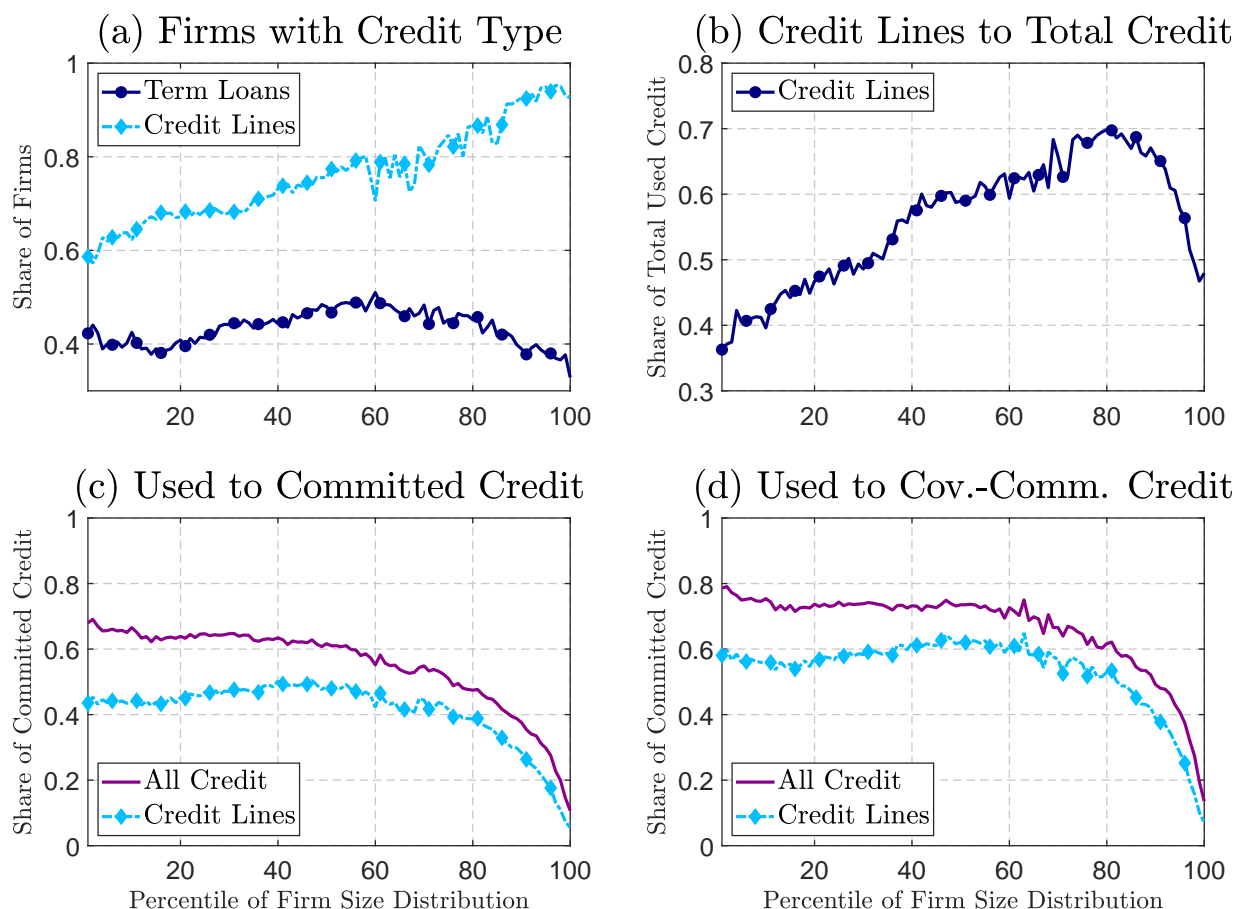 (a) Firms with Credit Type
1
0.8
0.6
0.4
Share of Firms
Term Loans
Credit Lines
20
40
60
80
100
(b) Credit Lines to Total Credit
0.8
0.7
0.6
0.5
0.4
0.3
Share of Total Used Credit
Credit Lines
20
40
60
80
100
(c) Used to Committed Credit
1
0.8
0.6
0.4
0.2
0
Share of Committed Credit
All Credit
Credit Lines
20
40
60
80
100
Percentile of Firm Size Distribution
(d) Used to Cov.-Comm. Credit
1
0.8
0.6
0.4
0.2
0
Share of Committed Credit
All Credit
Credit Lines
20
40
60
80
100
Percentile of Firm Size Distribution